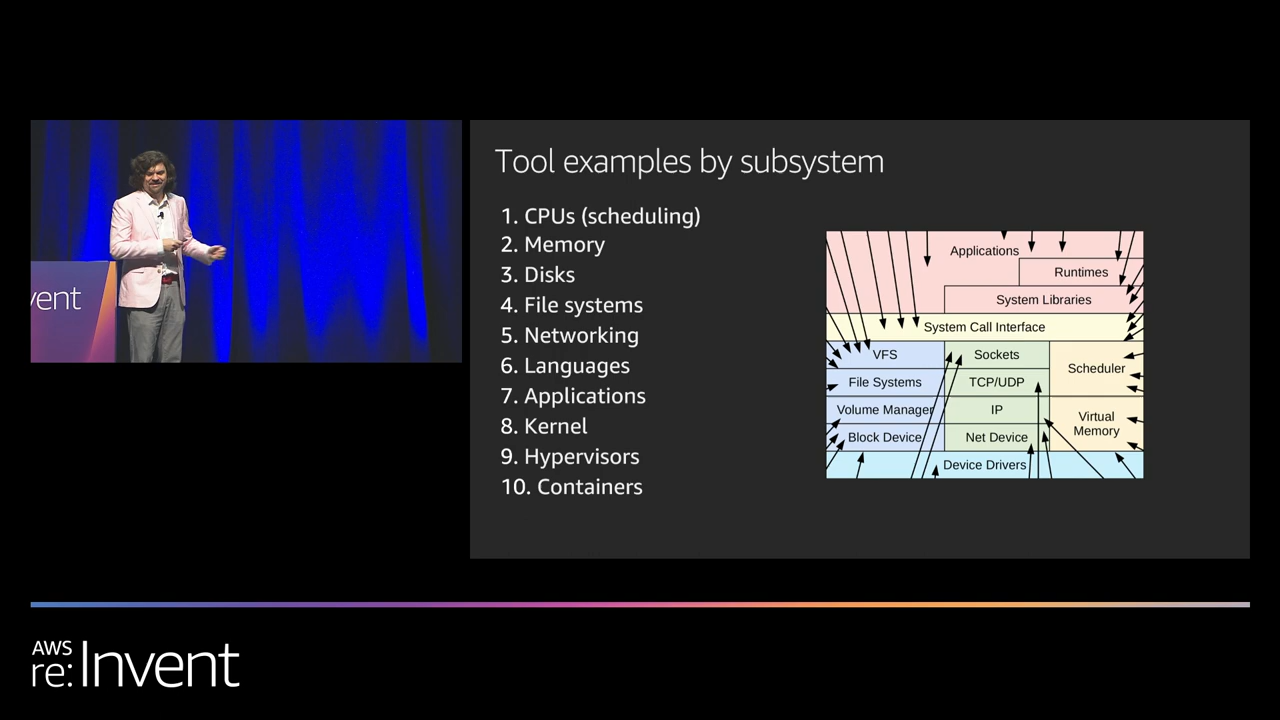 Tool examples by subsystem
1. CPUs (scheduling)
2. Memory
3. Disks
4. File systems
5. Networking
6. Languages
7. Applications
8. Kernel
9. Hypervisors
10. Containers
Applications
Runtimes
System Libraries
System Call Interface
VFS
Sockets
Scheduler
File Systems
TCP/UDP
Volume Manager
IP
Virtual
Memory
Block Device
Net Device
Device Drivers
vent
AWS
re:Invent